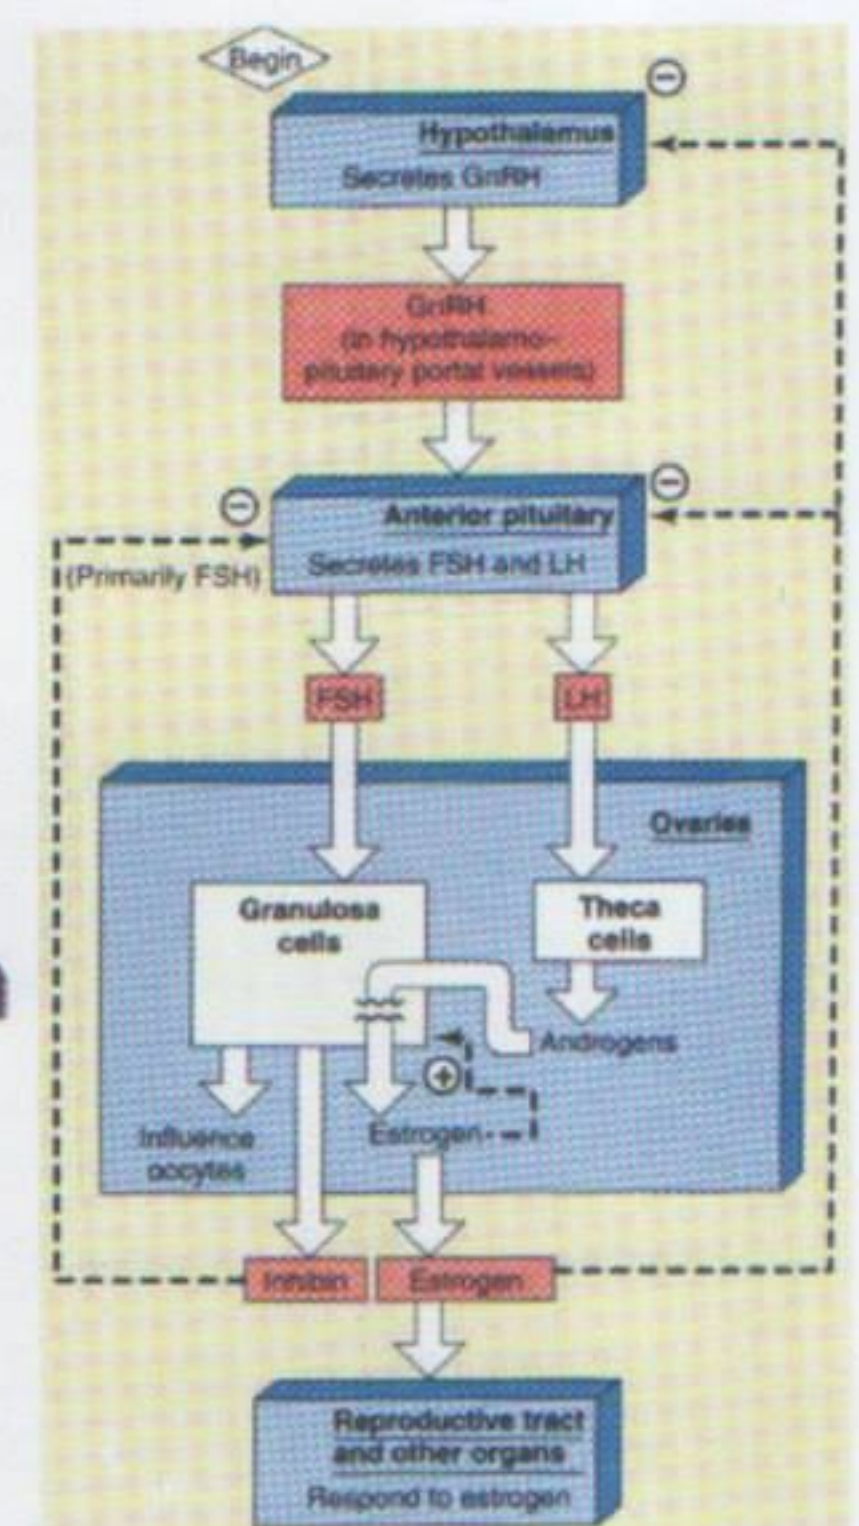 Begin
Hypothalamus
Secretes GnRH
GnRH
(in hypothalamo-
pituitary portal vessels)
Anterior pituitary
Secretes FSH and LH
(Primarily FSH)
FSH
LH
Ovaries
Granulosa
cells
Theca
cells
Androgens
Influence
oocytes
Estrogen
Inhibin
Estrogen
Reproductive tract
and other organs
Respond to estrogen